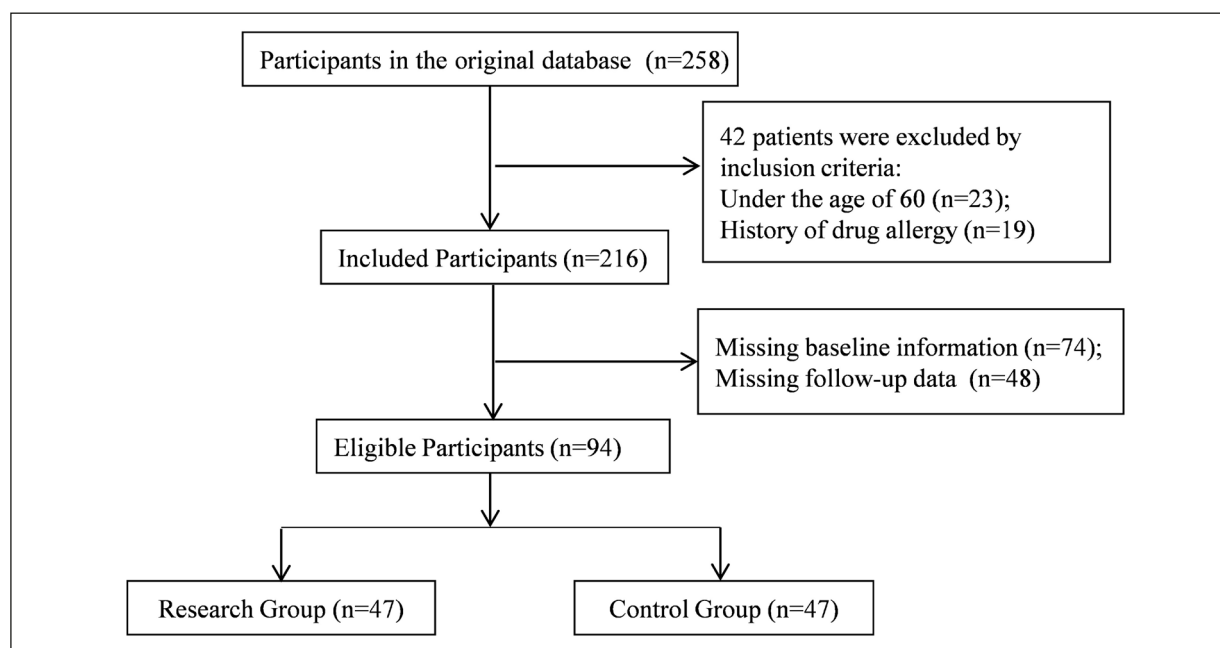 Participants in the original database (n=258)
42 patients were excluded by
inclusion criteria:
Under the age of 60 (n=23);
History of drug allergy (n=19)
Included Participants (n=216)
Missing baseline information (n=74);
Missing follow-up data (n=48)
Eligible Participants (n=94)
Research Group (n=47)
Control Group (n=47)